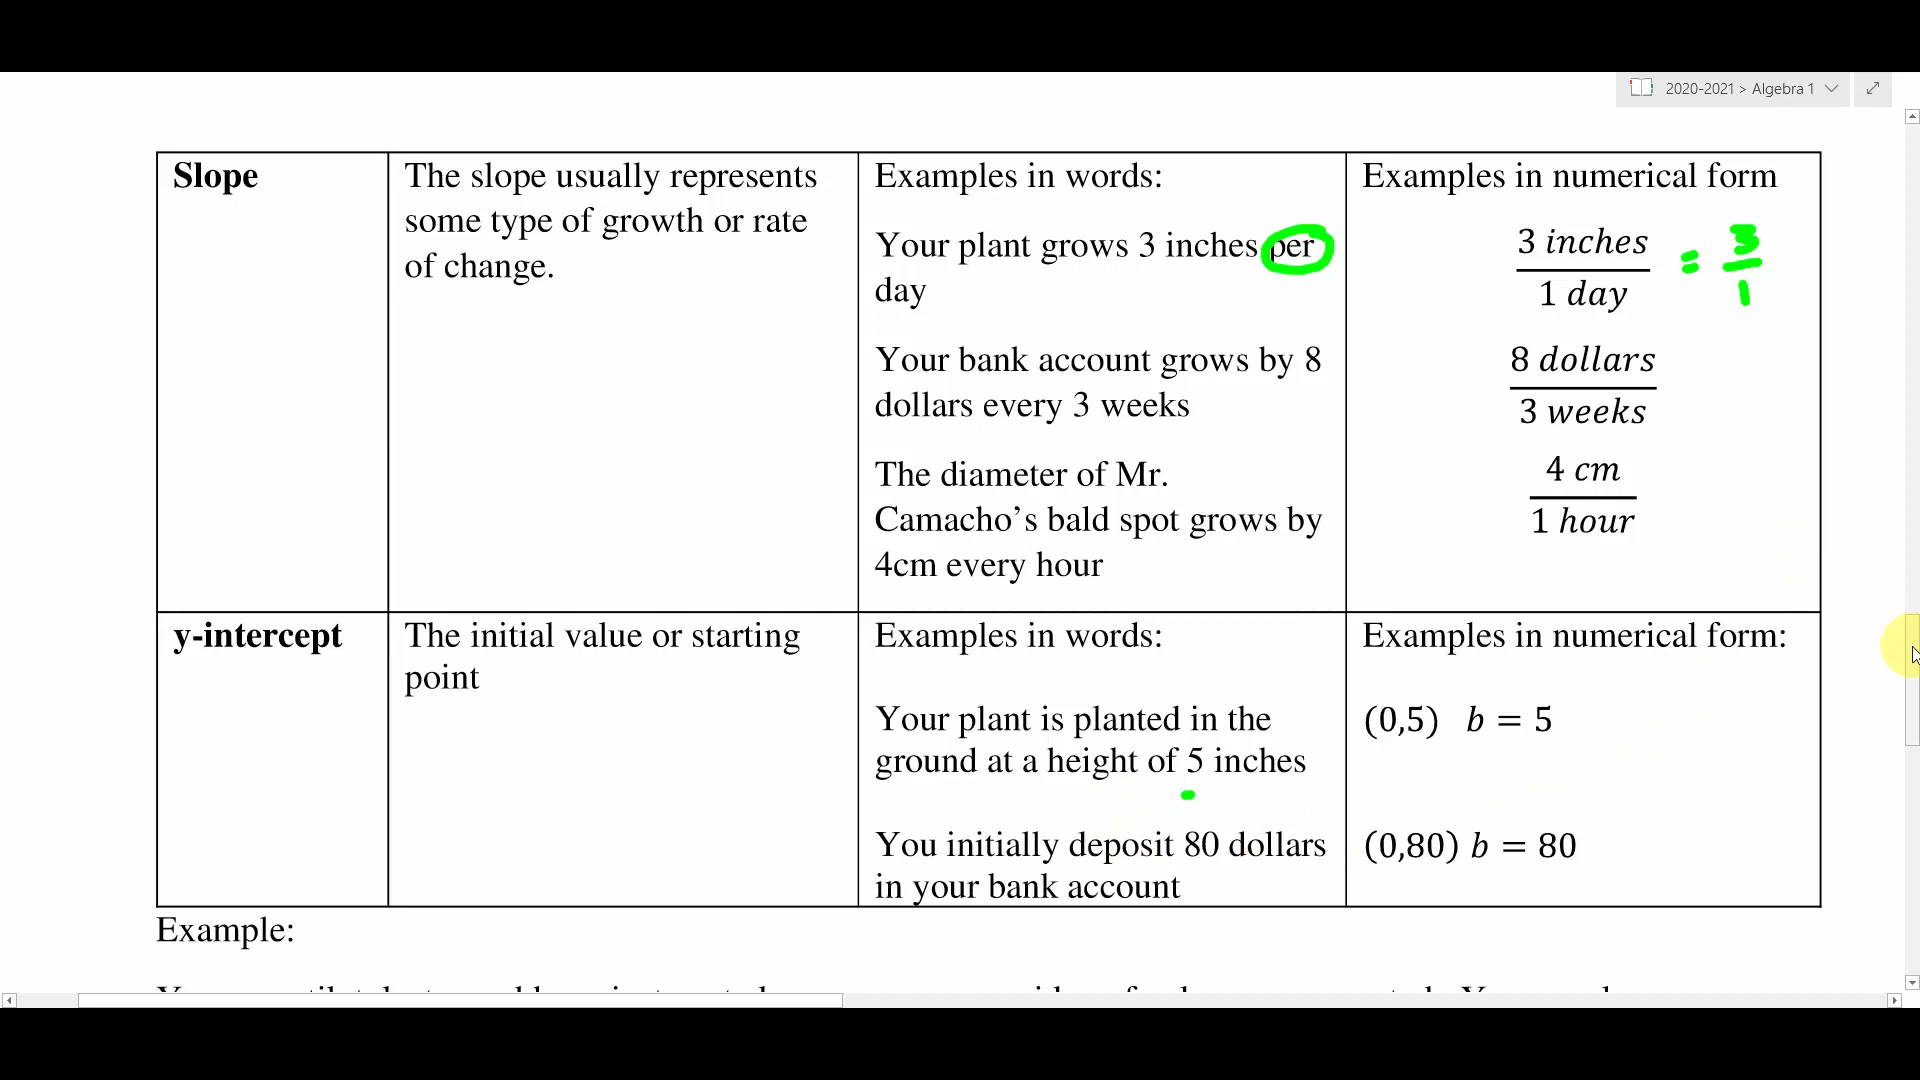 2020-2021 > Algebra 1
Slope
The slope usually represents
some type of growth or rate
of change.
Examples in words:
Your plant grows 3 inches per
day
Your bank account grows by 8
dollars every 3 weeks
The diameter of Mr.
Camacho’s bald spot grows by
4cm every hour
Examples in numerical form
3 inches
1 day
= 3
1
8 dollars
3 weeks
4 cm
1 hour
y-intercept
The initial value or starting
point
Examples in words:
Your plant is planted in the
ground at a height of 5 inches
You initially deposit 80 dollars
in your bank account
Examples in numerical form:
(0,5) b = 5
(0,80) b = 80
Example: